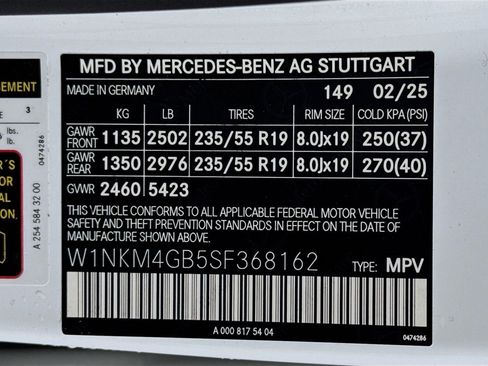 MFD BY MERCEDES-BENZ AG STUTTGART
MADE IN GERMANY 149 02/25
KG LB TIRES RIM SIZE COLD KPA (PSI)
GAWR FRONT 1135 2502 235/55 R19 8.0Jx19 250(37)
GAWR REAR 1350 2976 235/55 R19 8.0Jx19 270(40)
GVWR 2460 5423
THIS VEHICLE CONFORMS TO ALL APPLICABLE FEDERAL MOTOR VEHICLE
SAFETY AND THEFT PREVENTION STANDARDS IN EFFECT ON THE DATE
OF MANUFACTURE SHOWN ABOVE.
W1NKM4GB5SF368162 TYPE: MPV
A 000 817 54 04 0474286
3
lbs.
lb.
0474286
A 254 584 32 00